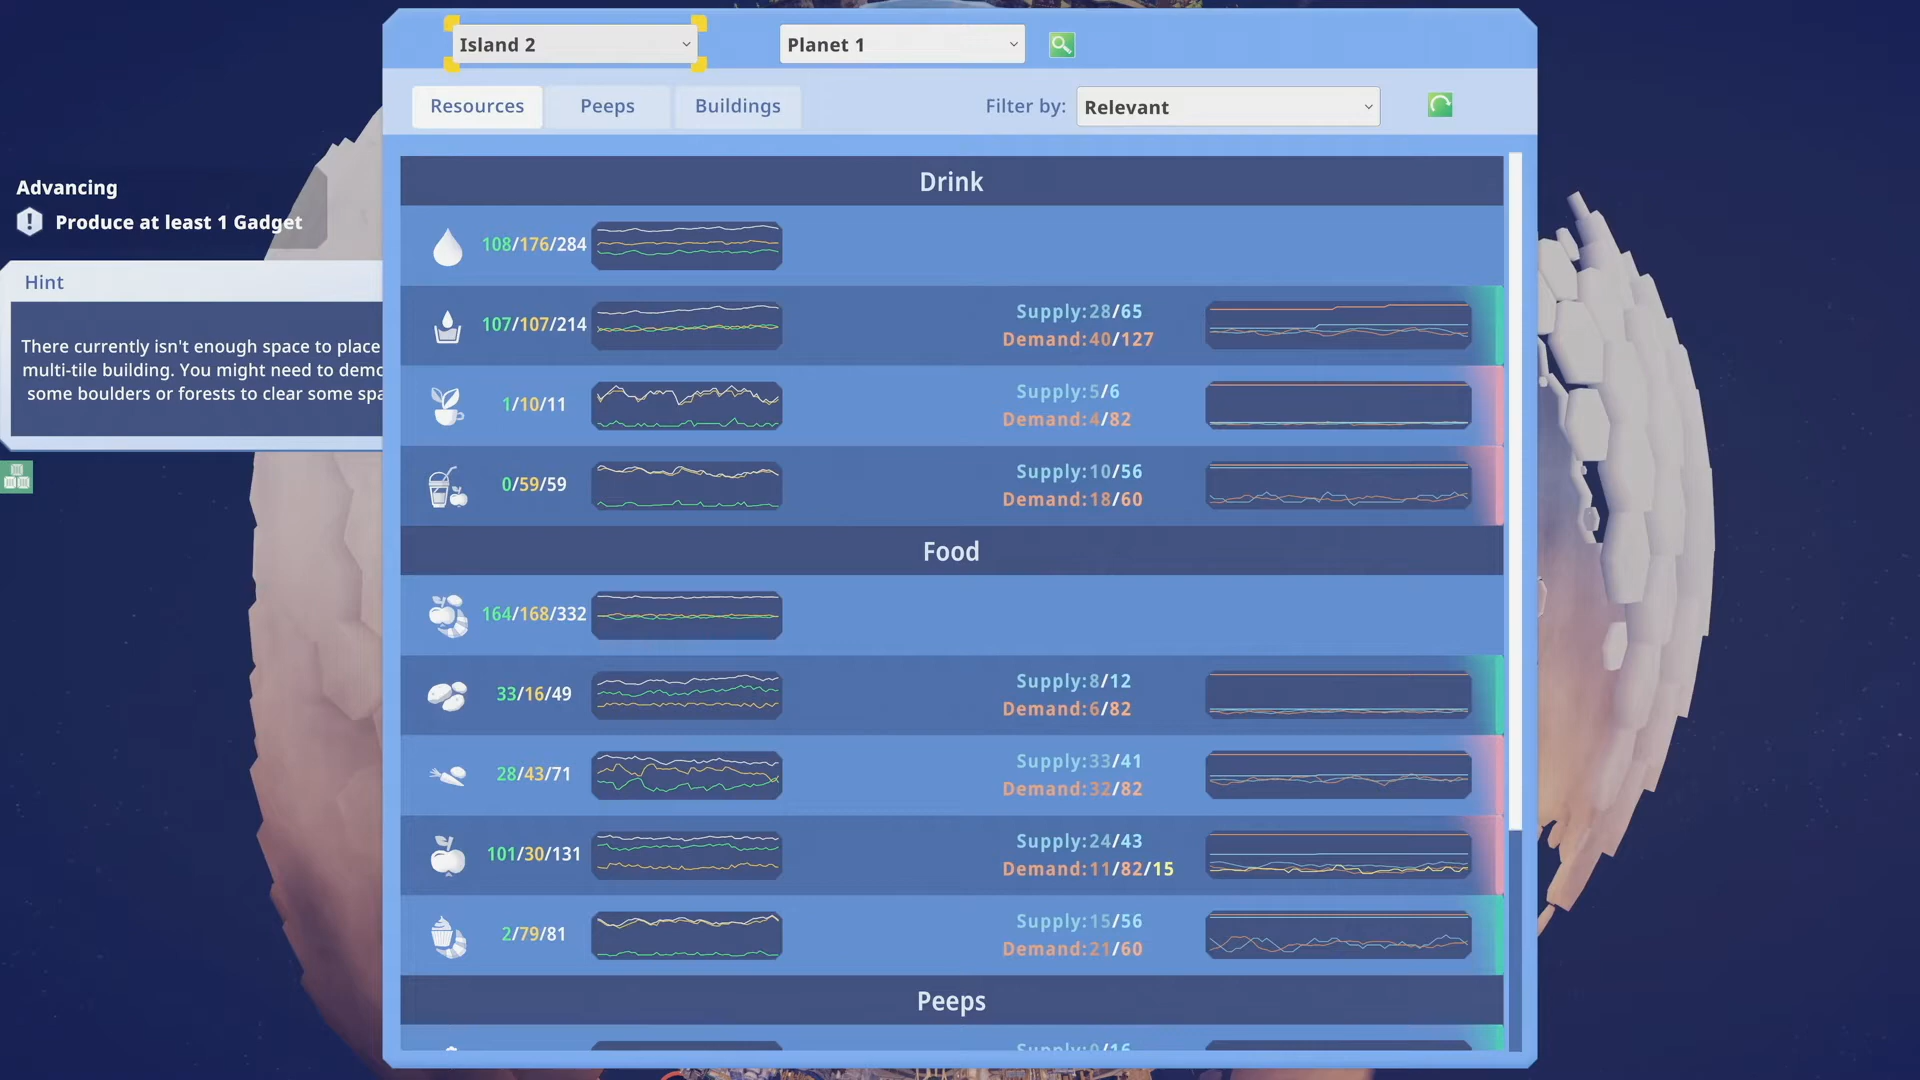 Island 2
Planet 1
Resources
Peeps
Buildings
Filter by:
Relevant
Advancing
Produce at least 1 Gadget
Hint
There currently isn't enough space to place
multi-tile building. You might need to demo
some boulders or forests to clear some spa
Drink
108/176/284
107/107/214
Supply:28/65
Demand:40/127
1/10/11
Supply:5/6
Demand:4/82
0/59/59
Supply:10/56
Demand:18/60
Food
164/168/332
33/16/49
Supply:8/12
Demand:6/82
28/43/71
Supply:33/41
Demand:32/82
101/30/131
Supply:24/43
Demand:11/82/15
2/79/81
Supply:15/56
Demand:21/60
Peeps
Supply:0/16